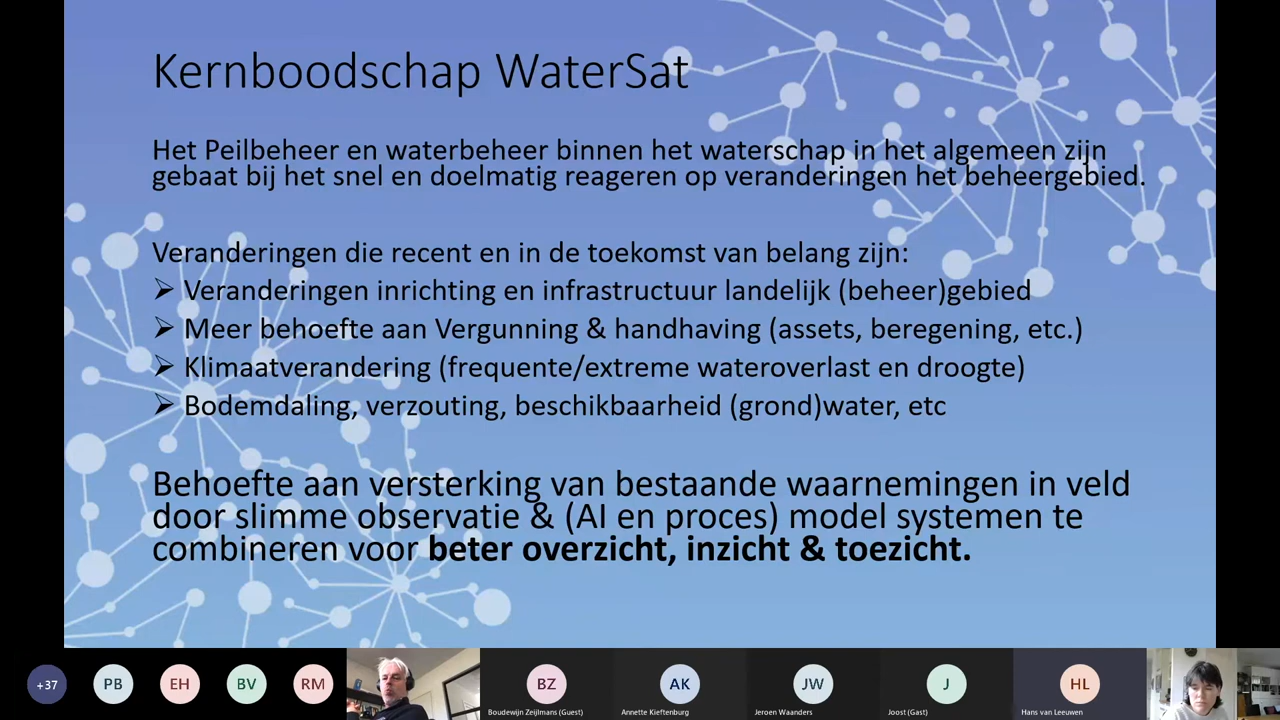 Kernboodschap WaterSat
Het Peilbeheer en waterbeheer binnen het waterschap in het algemeen zijn
gebaat bij het snel en doelmatig reageren op veranderingen het beheergebied.
Veranderingen die recent en in de toekomst van belang zijn:
➢ Veranderingen inrichting en infrastructuur landelijk (beheer)gebied
➢ Meer behoefte aan Vergunning & handhaving (assets, beregening, etc.)
➢ Klimaatverandering (frequente/extreme wateroverlast en droogte)
➢ Bodemdaling, verzouting, beschikbaarheid (grond)water, etc
Behoefte aan versterking van bestaande waarnemingen in veld
door slimme observatie & (AI en proces) model systemen te
combineren voor beter overzicht, inzicht & toezicht.
+37 PB EH BV RM BZ AK JW J HL
Boudewijn Zeijlmans (Guest) Annette Kieftenburg Jeroen Waanders Joost (Gast) Hans van Leeuwen